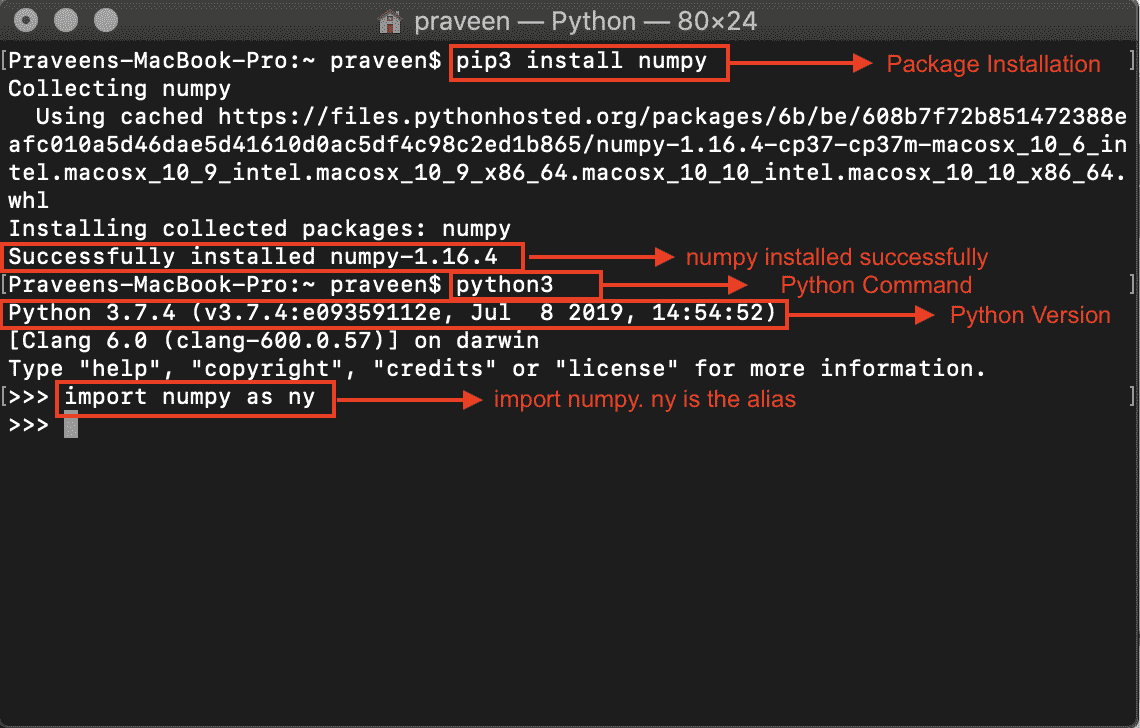 praveen — Python — 80×24
[Praveens-MacBook-Pro:~ praveen$ pip3 install numpy ] Package Installation
Collecting numpy
  Using cached https://files.pythonhosted.org/packages/6b/be/608b7f72b851472388e
afc010a5d46dae5d41610d0ac5df4c98c2ed1b865/numpy-1.16.4-cp37-cp37m-macosx_10_6_in
tel.macosx_10_9_intel.macosx_10_9_x86_64.macosx_10_10_intel.macosx_10_10_x86_64.
whl
Installing collected packages: numpy
Successfully installed numpy-1.16.4 numpy installed successfully
[Praveens-MacBook-Pro:~ praveen$ python3 ] Python Command
Python 3.7.4 (v3.7.4:e09359112e, Jul  8 2019, 14:54:52) Python Version
[Clang 6.0 (clang-600.0.57)] on darwin
Type "help", "copyright", "credits" or "license" for more information.
[>>> import numpy as ny ] import numpy. ny is the alias
>>>